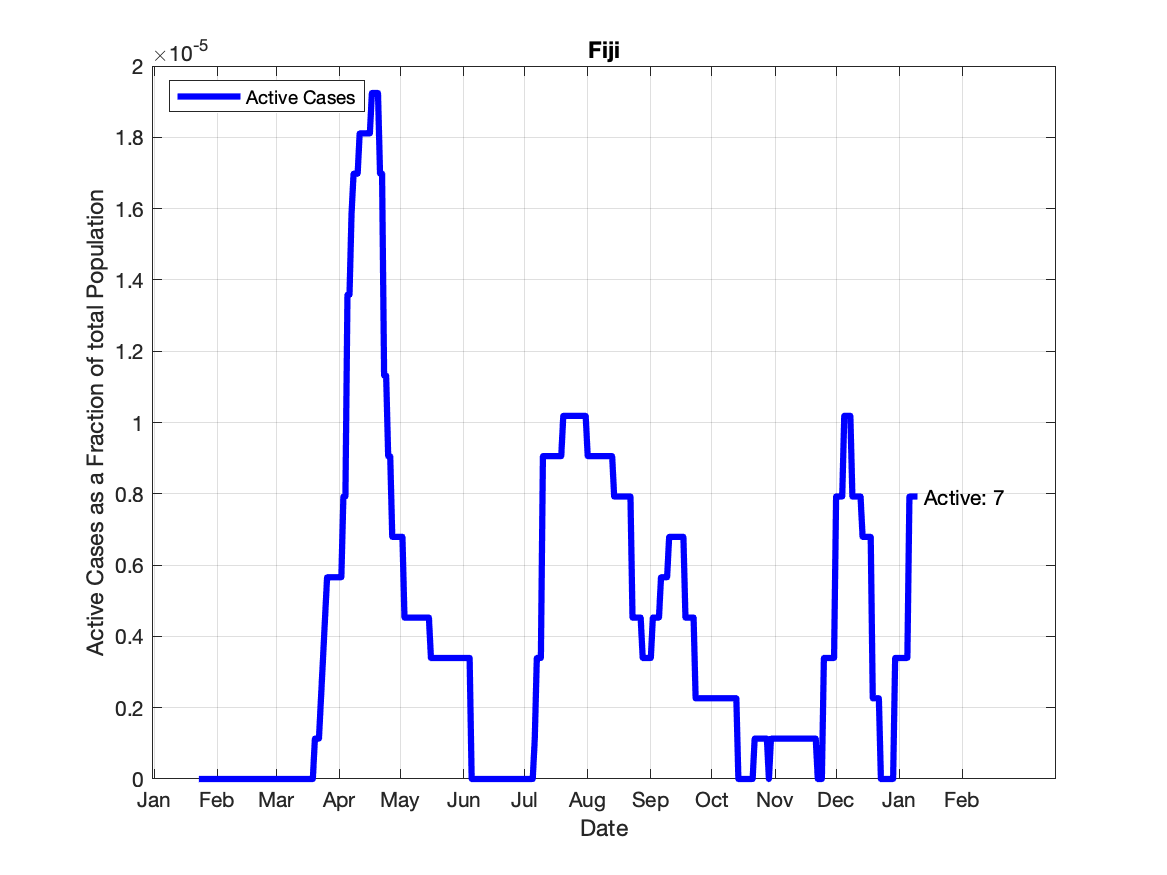 Fiji
×10-5
2
1.8
1.6
1.4
1.2
1
0.8
0.6
0.4
0.2
0
Active Cases as a Fraction of total Population
Active Cases
Active: 7
Jan Feb Mar Apr May Jun Jul Aug Sep Oct Nov Dec Jan Feb
Date